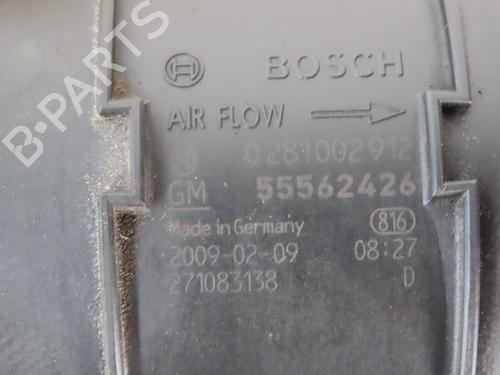 BOSCH
AIR FLOW
0281002912
GM 55562426
Made in Germany 816
2009-02-09 08:27
271083138 D
B-PARTS